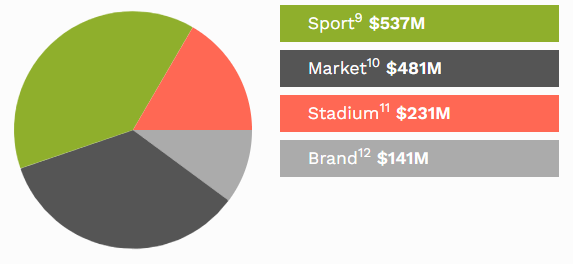 Sport⁹ $537M
Market¹⁰ $481M
Stadium¹¹ $231M
Brand¹² $141M